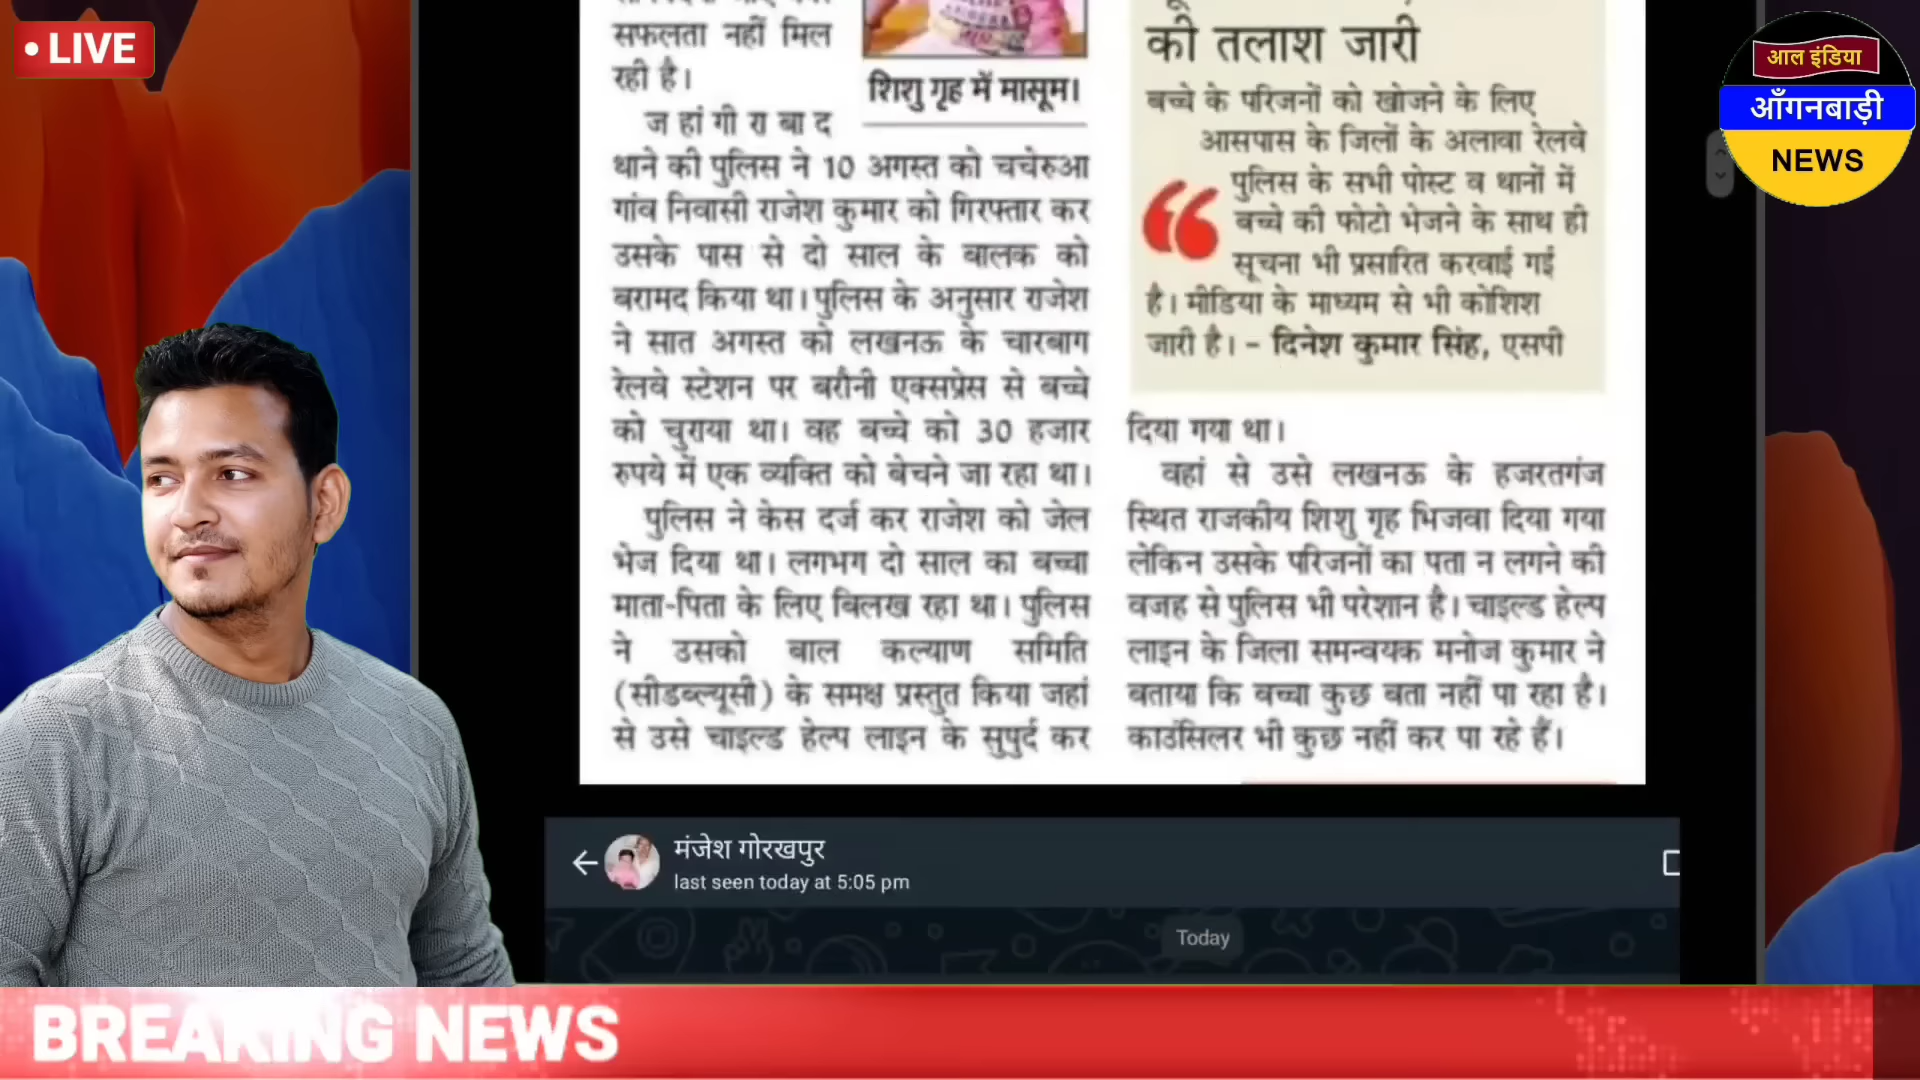 • LIVE
सफलता नहीं मिल
रही है।
शिशु गृह में मासूम।
ज हां गी रा बा द
थाने की पुलिस ने 10 अगस्त को चचेरुआ
गांव निवासी राजेश कुमार को गिरफ्तार कर
उसके पास से दो साल के बालक को
बरामद किया था। पुलिस के अनुसार राजेश
ने सात अगस्त को लखनऊ के चारबाग
रेलवे स्टेशन पर बरौनी एक्सप्रेस से बच्चे
को चुराया था। वह बच्चे को 30 हजार
रुपये में एक व्यक्ति को बेचने जा रहा था।
पुलिस ने केस दर्ज कर राजेश को जेल
भेज दिया था। लगभग दो साल का बच्चा
माता-पिता के लिए बिलख रहा था। पुलिस
ने उसको बाल कल्याण समिति
(सीडब्ल्यूसी) के समक्ष प्रस्तुत किया जहां
से उसे चाइल्ड हेल्प लाइन के सुपुर्द कर
की तलाश जारी
बच्चे के परिजनों को खोजने के लिए
आसपास के जिलों के अलावा रेलवे
पुलिस के सभी पोस्ट व थानों में
बच्चे की फोटो भेजने के साथ ही
सूचना भी प्रसारित करवाई गई
है। मीडिया के माध्यम से भी कोशिश
जारी है। - दिनेश कुमार सिंह, एसपी
दिया गया था।
वहां से उसे लखनऊ के हजरतगंज
स्थित राजकीय शिशु गृह भिजवा दिया गया
लेकिन उसके परिजनों का पता न लगने की
वजह से पुलिस भी परेशान है। चाइल्ड हेल्प
लाइन के जिला समन्वयक मनोज कुमार ने
बताया कि बच्चा कुछ बता नहीं पा रहा है।
काउंसिलर भी कुछ नहीं कर पा रहे हैं।
आल इंडिया
आँगनबाड़ी
NEWS
मंजेश गोरखपुर
last seen today at 5:05 pm
Today
BREAKING NEWS